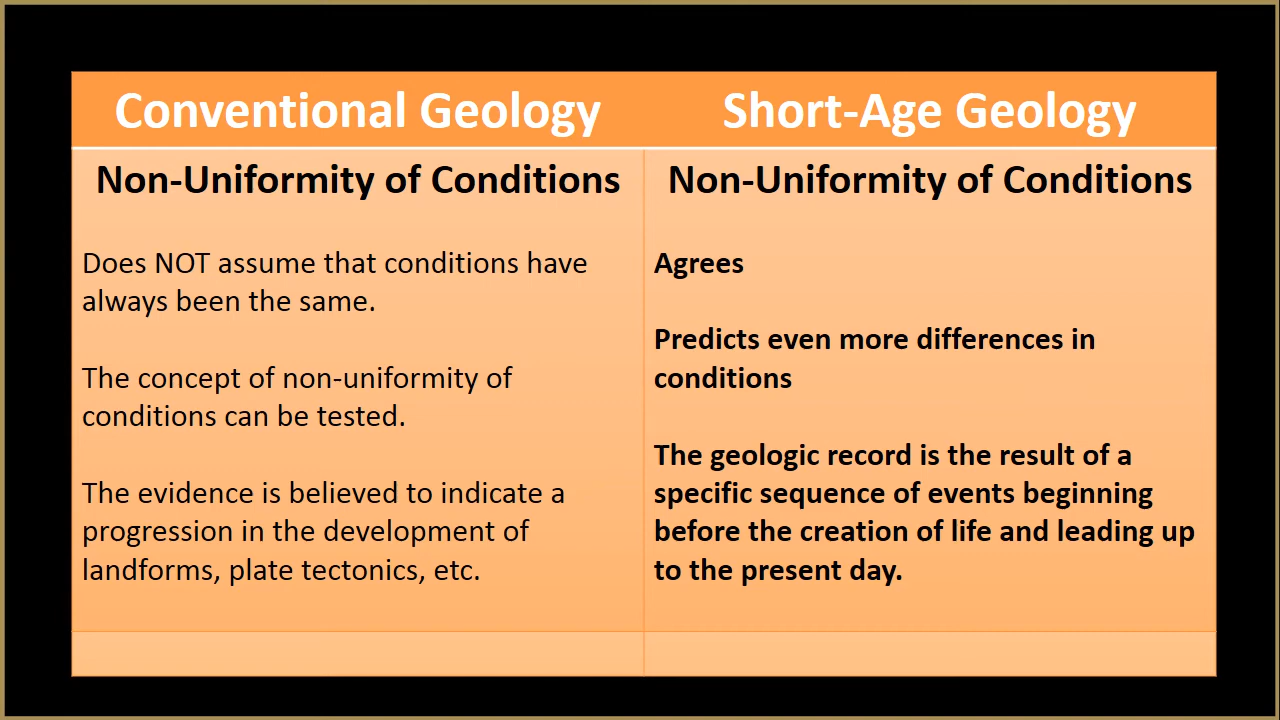 Conventional Geology
Short-Age Geology
Non-Uniformity of Conditions
Does NOT assume that conditions have
always been the same.
The concept of non-uniformity of
conditions can be tested.
The evidence is believed to indicate a
progression in the development of
landforms, plate tectonics, etc.
Non-Uniformity of Conditions
Agrees
Predicts even more differences in
conditions
The geologic record is the result of a
specific sequence of events beginning
before the creation of life and leading up
to the present day.